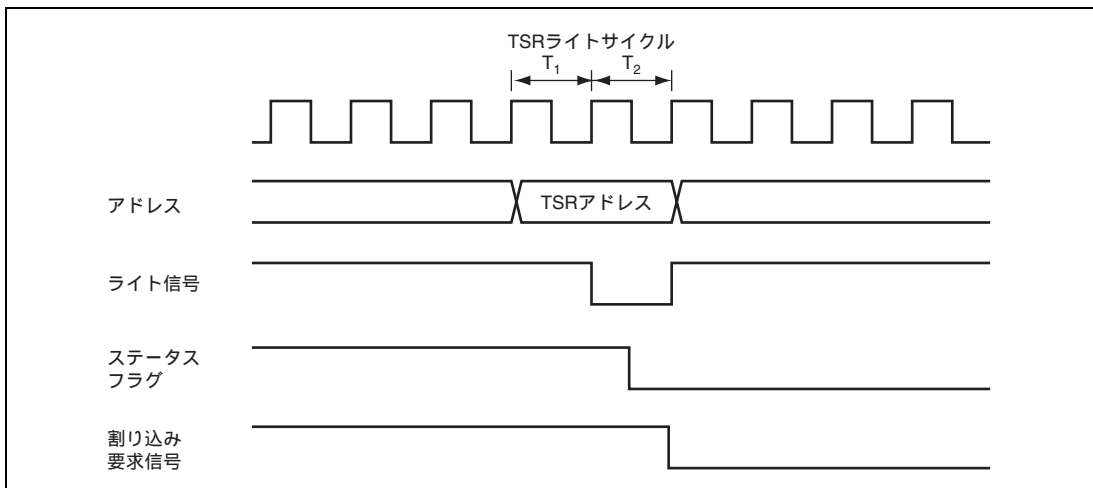 TSRライトサイクル
T1 T2
アドレス
TSRアドレス
ライト信号
ステータス
フラグ
割り込み
要求信号